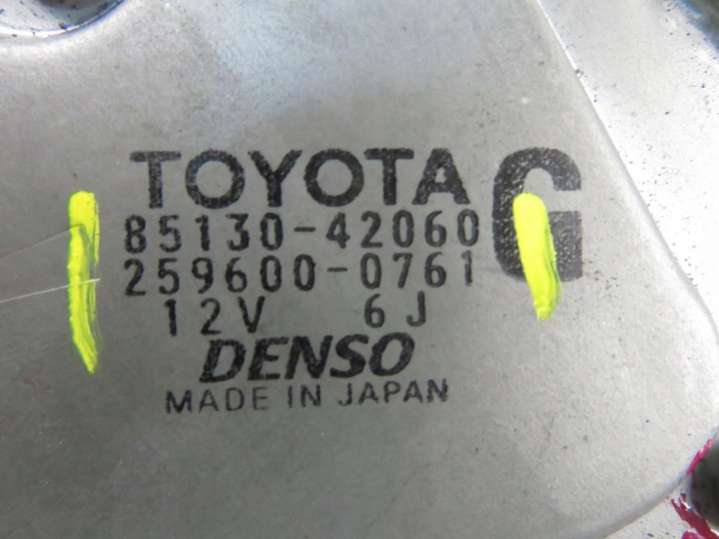 TOYOTA G
85130-42060
259600-0761
12V 6J
DENSO
MADE IN JAPAN